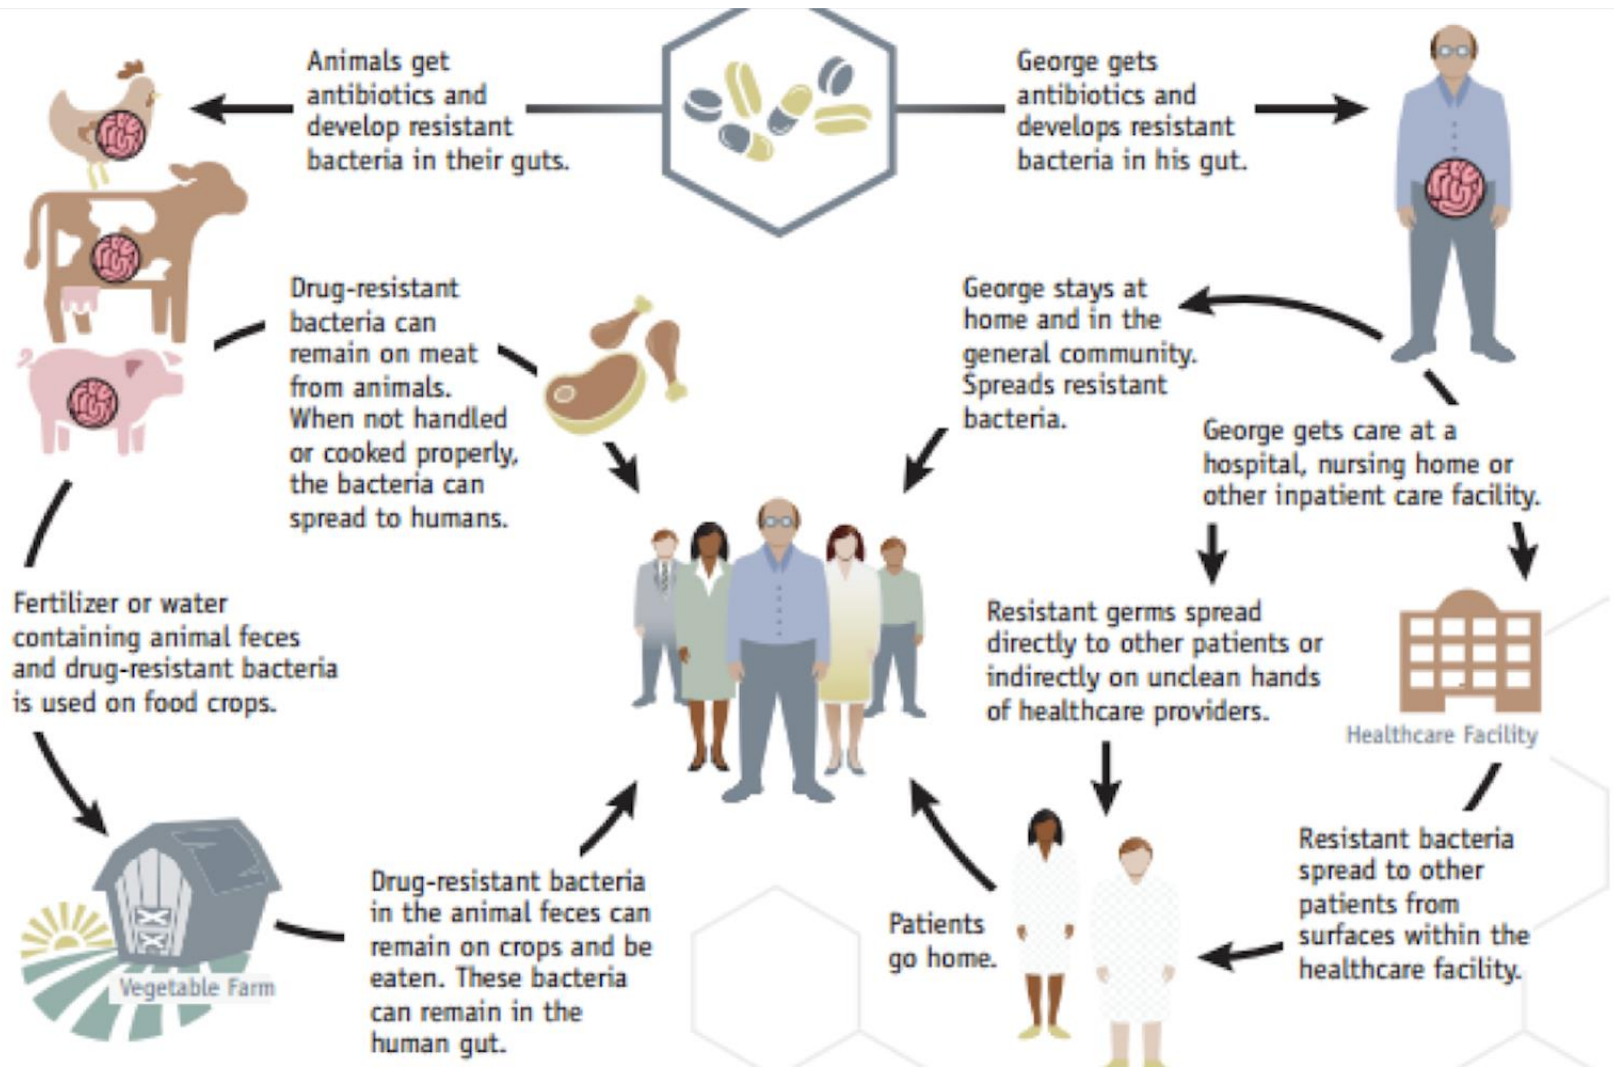 Animals get
antibiotics and
develop resistant
bacteria in their guts.
George gets
antibiotics and
develops resistant
bacteria in his gut.
Drug-resistant
bacteria can
remain on meat
from animals.
When not handled
or cooked properly,
the bacteria can
spread to humans.
George stays at
home and in the
general community.
Spreads resistant
bacteria.
George gets care at a
hospital, nursing home or
other inpatient care facility.
Fertilizer or water
containing animal feces
and drug-resistant bacteria
is used on food crops.
Resistant germs spread
directly to other patients or
indirectly on unclean hands
of healthcare providers.
Healthcare Facility
Vegetable Farm
Drug-resistant bacteria
in the animal feces can
remain on crops and be
eaten. These bacteria
can remain in the
human gut.
Patients
go home.
Resistant bacteria
spread to other
patients from
surfaces within the
healthcare facility.